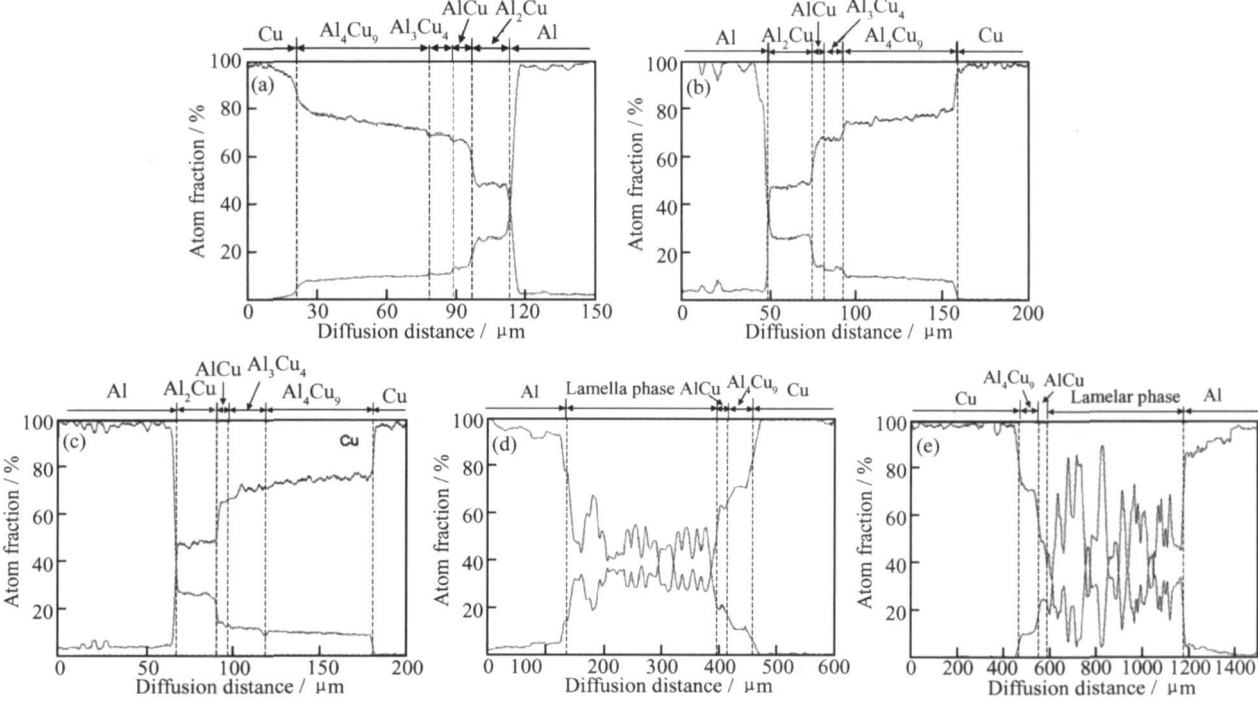 AlCu Al₂Cu
Cu Al₄Cu₉ Al₃Cu₄ Al
(a)
100
80
60
40
20
Atom fraction / %
0 30 60 90 120 150
Diffusion distance / μm
AlCu Al₃Cu₄
Al Al₂Cu Al₄Cu₉ Cu
(b)
100
80
60
40
20
Atom fraction / %
0 50 100 150 200
Diffusion distance / μm
AlCu Al₃Cu₄
Al Al₂Cu Al₄Cu₉ Cu
(c)
Cu
100
80
60
40
20
Atom fraction / %
0 50 100 150 200
Diffusion distance / μm
Al Lamella phase AlCu Al₄Cu₉ Cu
(d)
100
80
60
40
20
Atom fraction / %
0 100 200 300 400 500 600
Diffusion distance / μm
Al₄Cu₉ AlCu
Cu Lamelar phase Al
(e)
100
80
60
40
20
Atom fraction / %
0 200 400 600 800 1000 1200 1400
Diffusion distance / μm